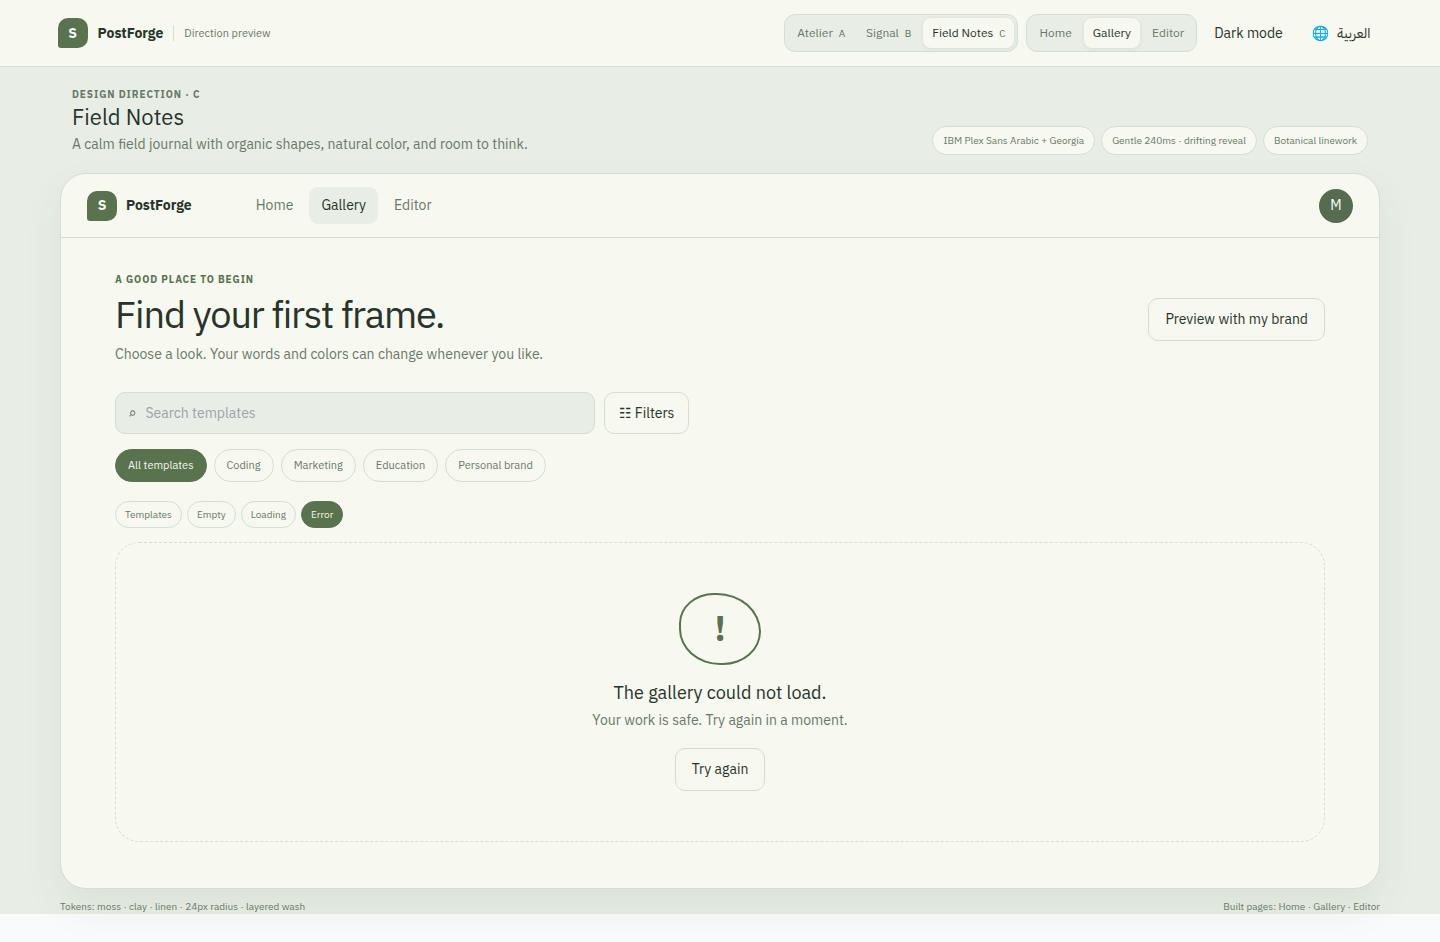 S PostForge Direction preview Atelier A Signal B Field Notes C Home Gallery Editor Dark mode 🌐 العربية
DESIGN DIRECTION · C
Field Notes
A calm field journal with organic shapes, natural color, and room to think.
IBM Plex Sans Arabic + Georgia Gentle 240ms · drifting reveal Botanical linework
S PostForge Home Gallery Editor M
A GOOD PLACE TO BEGIN
Find your first frame.
Preview with my brand
Choose a look. Your words and colors can change whenever you like.
⌕ Search templates ☷ Filters
All templates Coding Marketing Education Personal brand
Templates Empty Loading Error
!
The gallery could not load.
Your work is safe. Try again in a moment.
Try again
Tokens: moss · clay · linen · 24px radius · layered wash Built pages: Home · Gallery · Editor